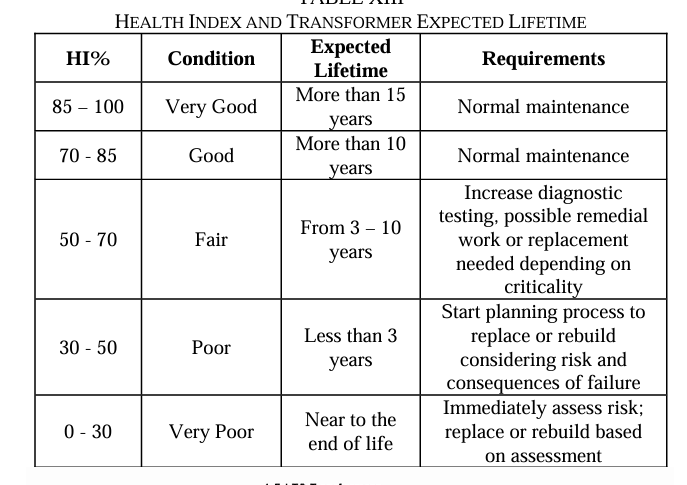 TABLE XIII
HEALTH INDEX AND TRANSFORMER EXPECTED LIFETIME
HI% Condition Expected Lifetime Requirements
85 – 100 Very Good More than 15 years Normal maintenance
70 - 85 Good More than 10 years Normal maintenance
50 - 70 Fair From 3 – 10 years Increase diagnostic testing, possible remedial work or replacement needed depending on criticality
30 - 50 Poor Less than 3 years Start planning process to replace or rebuild considering risk and consequences of failure
0 - 30 Very Poor Near to the end of life Immediately assess risk; replace or rebuild based on assessment